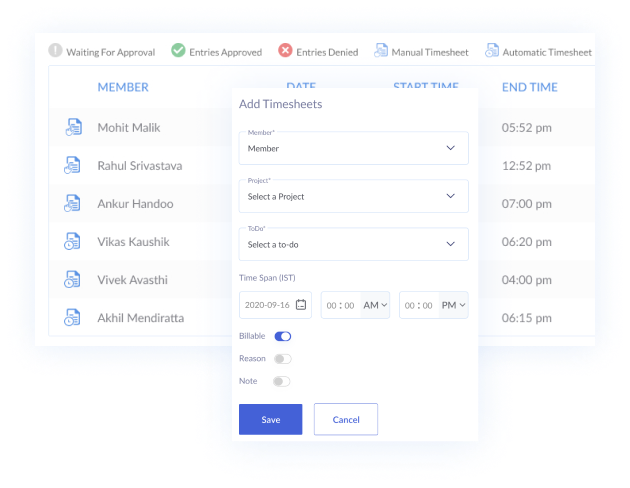 Waiting For Approval Entries Approved Entries Denied Manual Timesheet Automatic Timesheet
MEMBER DATE START TIME END TIME
Mohit Malik 05:52 pm
Rahul Srivastava 12:52 pm
Ankur Handoo 07:00 pm
Vikas Kaushik 06:20 pm
Vivek Avasthi 04:00 pm
Akhil Mendiratta 06:15 pm
Add Timesheets
Member*
Member
Project*
Select a Project
ToDo*
Select a to-do
Time Span (IST)
2020-09-16 00 : 00 AM 00 : 00 PM
Billable
Reason
Note
Save Cancel